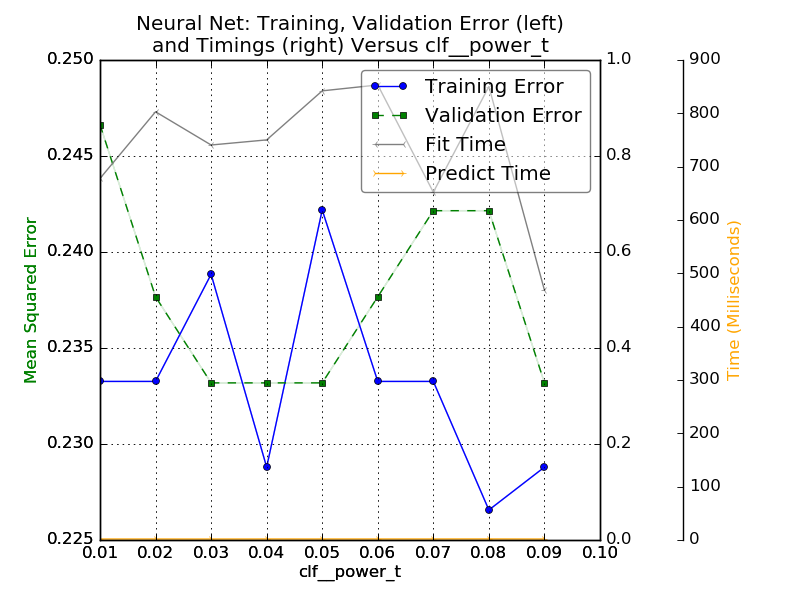 Neural Net: Training, Validation Error (left)
and Timings (right) Versus clf__power_t
Training Error
Validation Error
Fit Time
Predict Time
Mean Squared Error
0.250
0.245
0.240
0.235
0.230
0.225
0.01 0.02 0.03 0.04 0.05 0.06 0.07 0.08 0.09 0.10
clf__power_t
1.0
0.8
0.6
0.4
0.2
0.0
900
800
700
600
500
400
300
200
100
0
Time (Milliseconds)